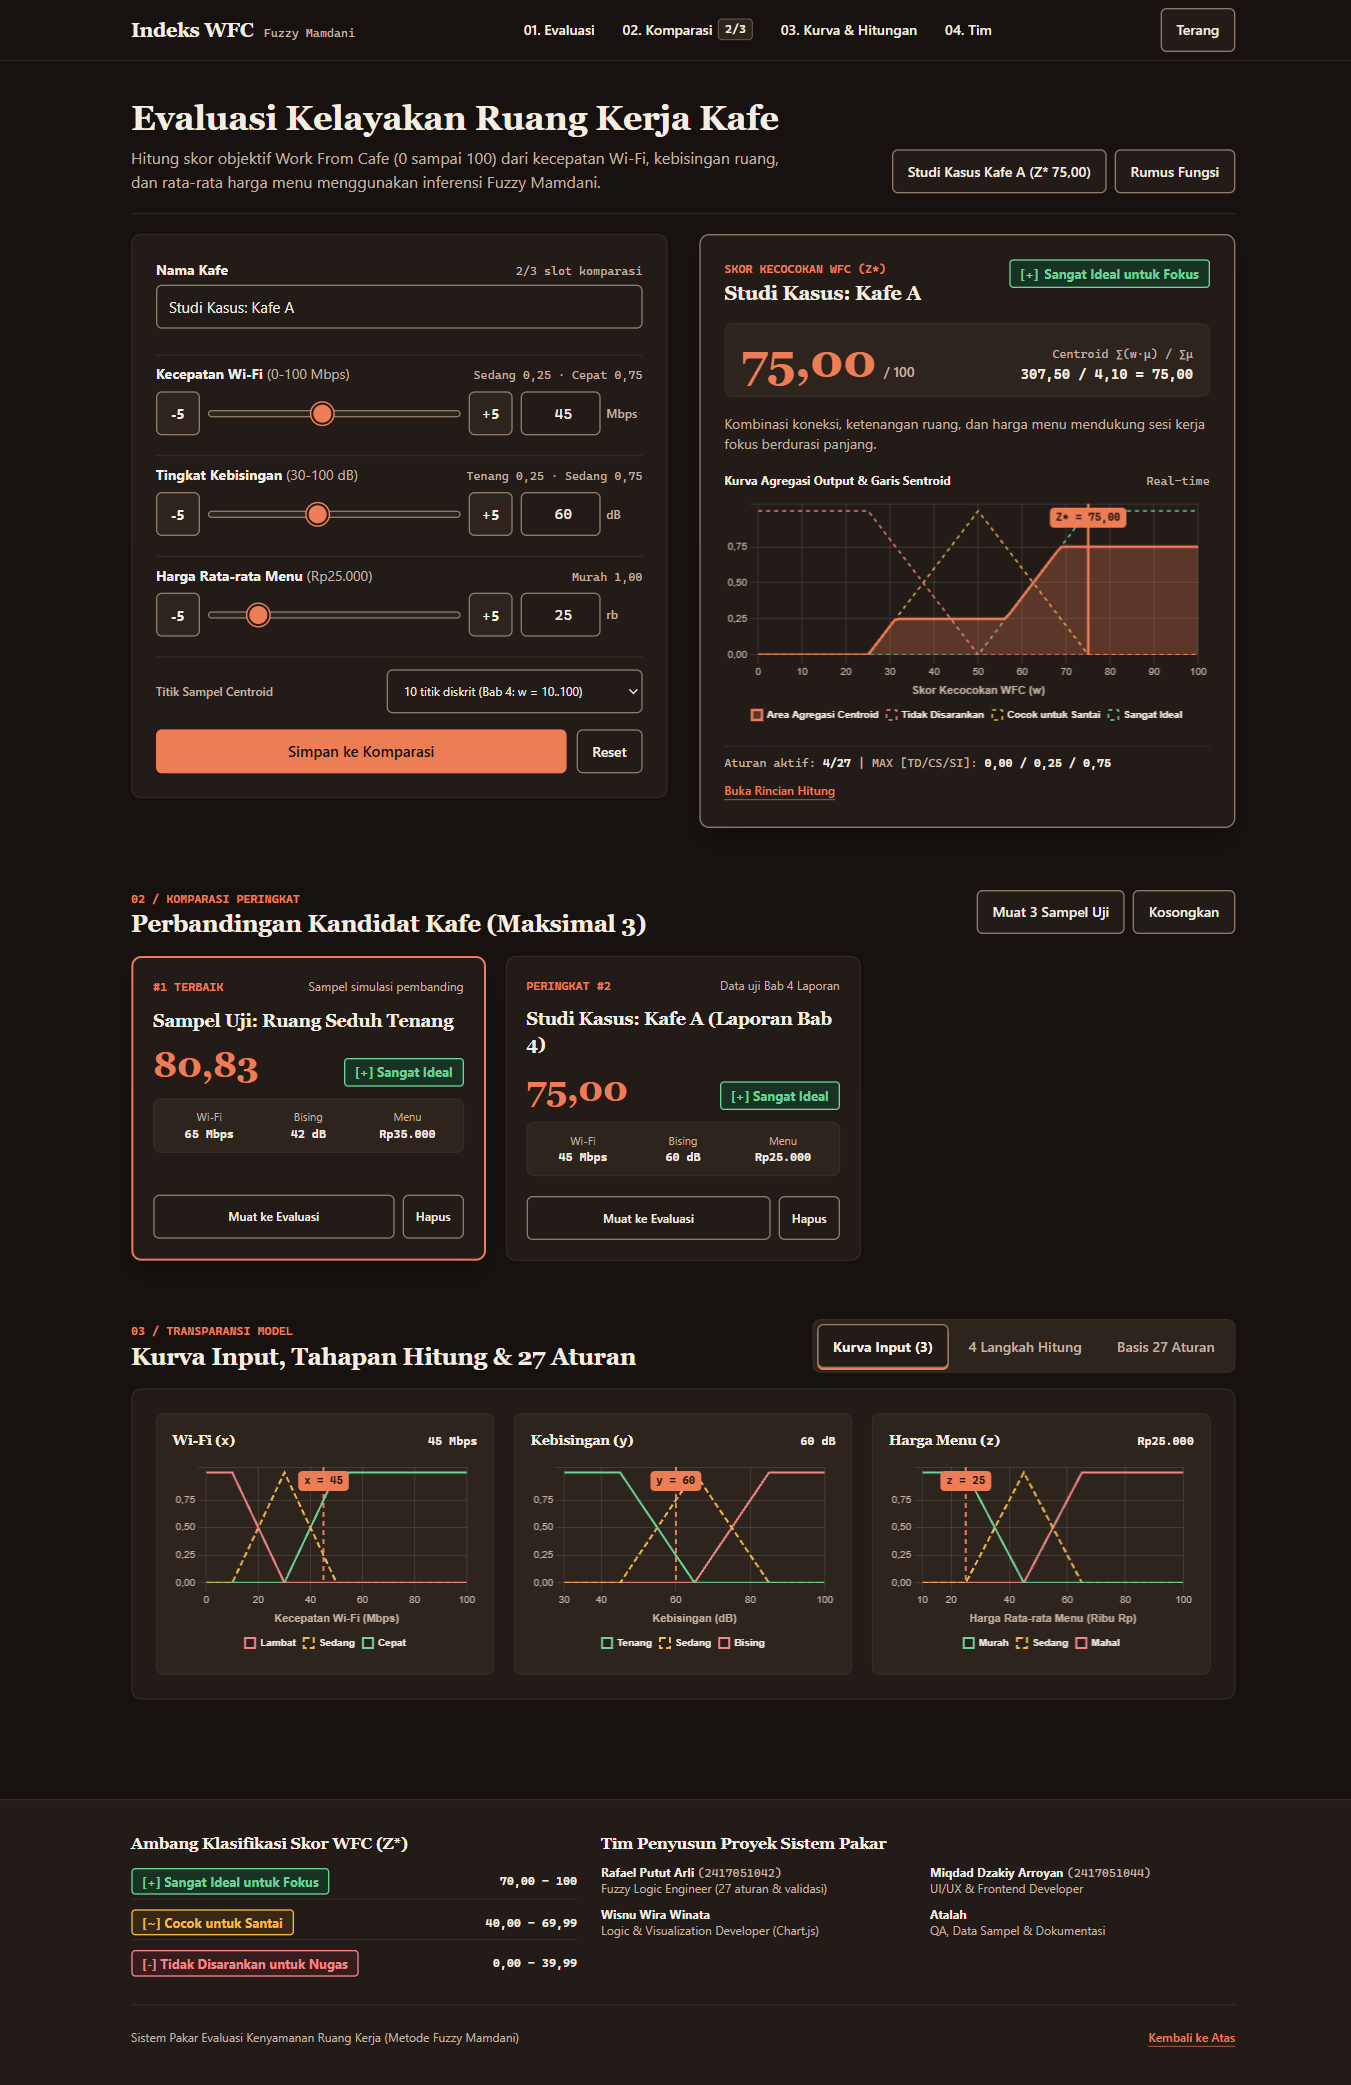 Indeks WFC Fuzzy Mamdani
01. Evaluasi
02. Komparasi 2/3
03. Kurva & Hitungan
04. Tim
Terang
Evaluasi Kelayakan Ruang Kerja Kafe
Hitung skor objektif Work From Cafe (0 sampai 100) dari kecepatan Wi-Fi, kebisingan ruang,
dan rata-rata harga menu menggunakan inferensi Fuzzy Mamdani.
Studi Kasus Kafe A (Z* 75,00)
Rumus Fungsi
Nama Kafe
2/3 slot komparasi
Studi Kasus: Kafe A
Kecepatan Wi-Fi (0-100 Mbps)
Sedang 0,25 · Cepat 0,75
-5
+5
45
Mbps
Tingkat Kebisingan (30-100 dB)
Tenang 0,25 · Sedang 0,75
-5
+5
60
dB
Harga Rata-rata Menu (Rp25.000)
Murah 1,00
-5
+5
25
rb
Titik Sampel Centroid
10 titik diskrit (Bab 4: w = 10..100)
Simpan ke Komparasi
Reset
SKOR KECOCOKAN WFC (Z*)
Studi Kasus: Kafe A
[+] Sangat Ideal untuk Fokus
75,00 / 100
Centroid ∑(w·μ) / ∑μ
307,50 / 4,10 = 75,00
Kombinasi koneksi, ketenangan ruang, dan harga menu mendukung sesi kerja
fokus berdurasi panjang.
Kurva Agregasi Output & Garis Sentroid
Real-time
Z* = 75,00
0,75
0,50
0,25
0,00
0 10 20 30 40 50 60 70 80 90 100
Skor Kecocokan WFC (w)
Area Agregasi Centroid Tidak Disarankan Cocok untuk Santai Sangat Ideal
Aturan aktif: 4/27 | MAX [TD/CS/SI]: 0,00 / 0,25 / 0,75
Buka Rincian Hitung
02 / KOMPARASI PERINGKAT
Perbandingan Kandidat Kafe (Maksimal 3)
Muat 3 Sampel Uji
Kosongkan
#1 TERBAIK
Sampel simulasi pembanding
Sampel Uji: Ruang Seduh Tenang
80,83
[+] Sangat Ideal
Wi-Fi Bising Menu
65 Mbps 42 dB Rp35.000
Muat ke Evaluasi
Hapus
PERINGKAT #2
Data uji Bab 4 Laporan
Studi Kasus: Kafe A (Laporan Bab
4)
75,00
[+] Sangat Ideal
Wi-Fi Bising Menu
45 Mbps 60 dB Rp25.000
Muat ke Evaluasi
Hapus
03 / TRANSPARANSI MODEL
Kurva Input, Tahapan Hitung & 27 Aturan
Kurva Input (3)
4 Langkah Hitung
Basis 27 Aturan
Wi-Fi (x)
45 Mbps
x = 45
0,75
0,50
0,25
0,00
0 20 40 60 80 100
Kecepatan Wi-Fi (Mbps)
Lambat Sedang Cepat
Kebisingan (y)
60 dB
y = 60
0,75
0,50
0,25
0,00
30 40 60 80 100
Kebisingan (dB)
Tenang Sedang Bising
Harga Menu (z)
Rp25.000
z = 25
0,75
0,50
0,25
0,00
10 20 40 60 80 100
Harga Rata-rata Menu (Ribu Rp)
Murah Sedang Mahal
Ambang Klasifikasi Skor WFC (Z*)
[+] Sangat Ideal untuk Fokus
70,00 – 100
[~] Cocok untuk Santai
40,00 – 69,99
[-] Tidak Disarankan untuk Nugas
0,00 – 39,99
Tim Penyusun Proyek Sistem Pakar
Rafael Putut Arli (2417051042)
Fuzzy Logic Engineer (27 aturan & validasi)
Miqdad Dzakiy Arroyan (2417051044)
UI/UX & Frontend Developer
Wisnu Wira Winata
Logic & Visualization Developer (Chart.js)
Atalah
QA, Data Sampel & Dokumentasi
Sistem Pakar Evaluasi Kenyamanan Ruang Kerja (Metode Fuzzy Mamdani)
Kembali ke Atas